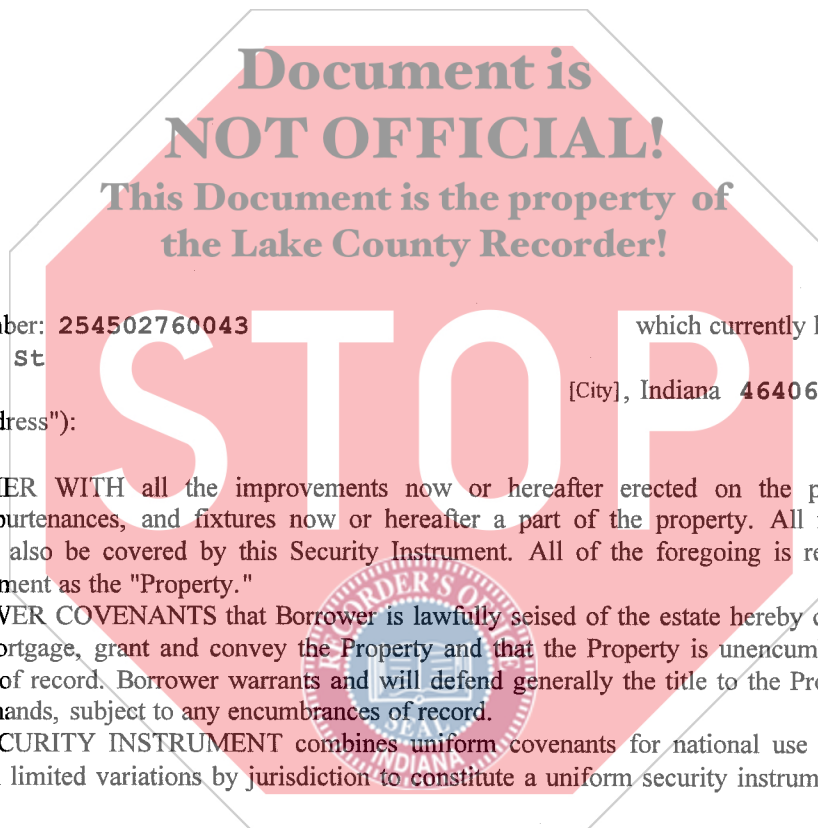 Document is
NOT OFFICIAL!
This Document is the property of
the Lake County Recorder!
ber: 254502760043 which currently
St
[City], Indiana 46406
dress"):
STOP
ER WITH all the improvements now or hereafter erected on the p
purtenances, and fixtures now or hereafter a part of the property. All
also be covered by this Security Instrument. All of the foregoing is re
ment as the "Property."
WER COVENANTS that Borrower is lawfully seised of the estate hereby
ortgage, grant and convey the Property and that the Property is unencum
of record. Borrower warrants and will defend generally the title to the Pro
ands, subject to any encumbrances of record.
CURITY INSTRUMENT combines uniform covenants for national use
limited variations by jurisdiction to constitute a uniform security instrum
RECORDER'S OFFICE
SEAL
INDIANA